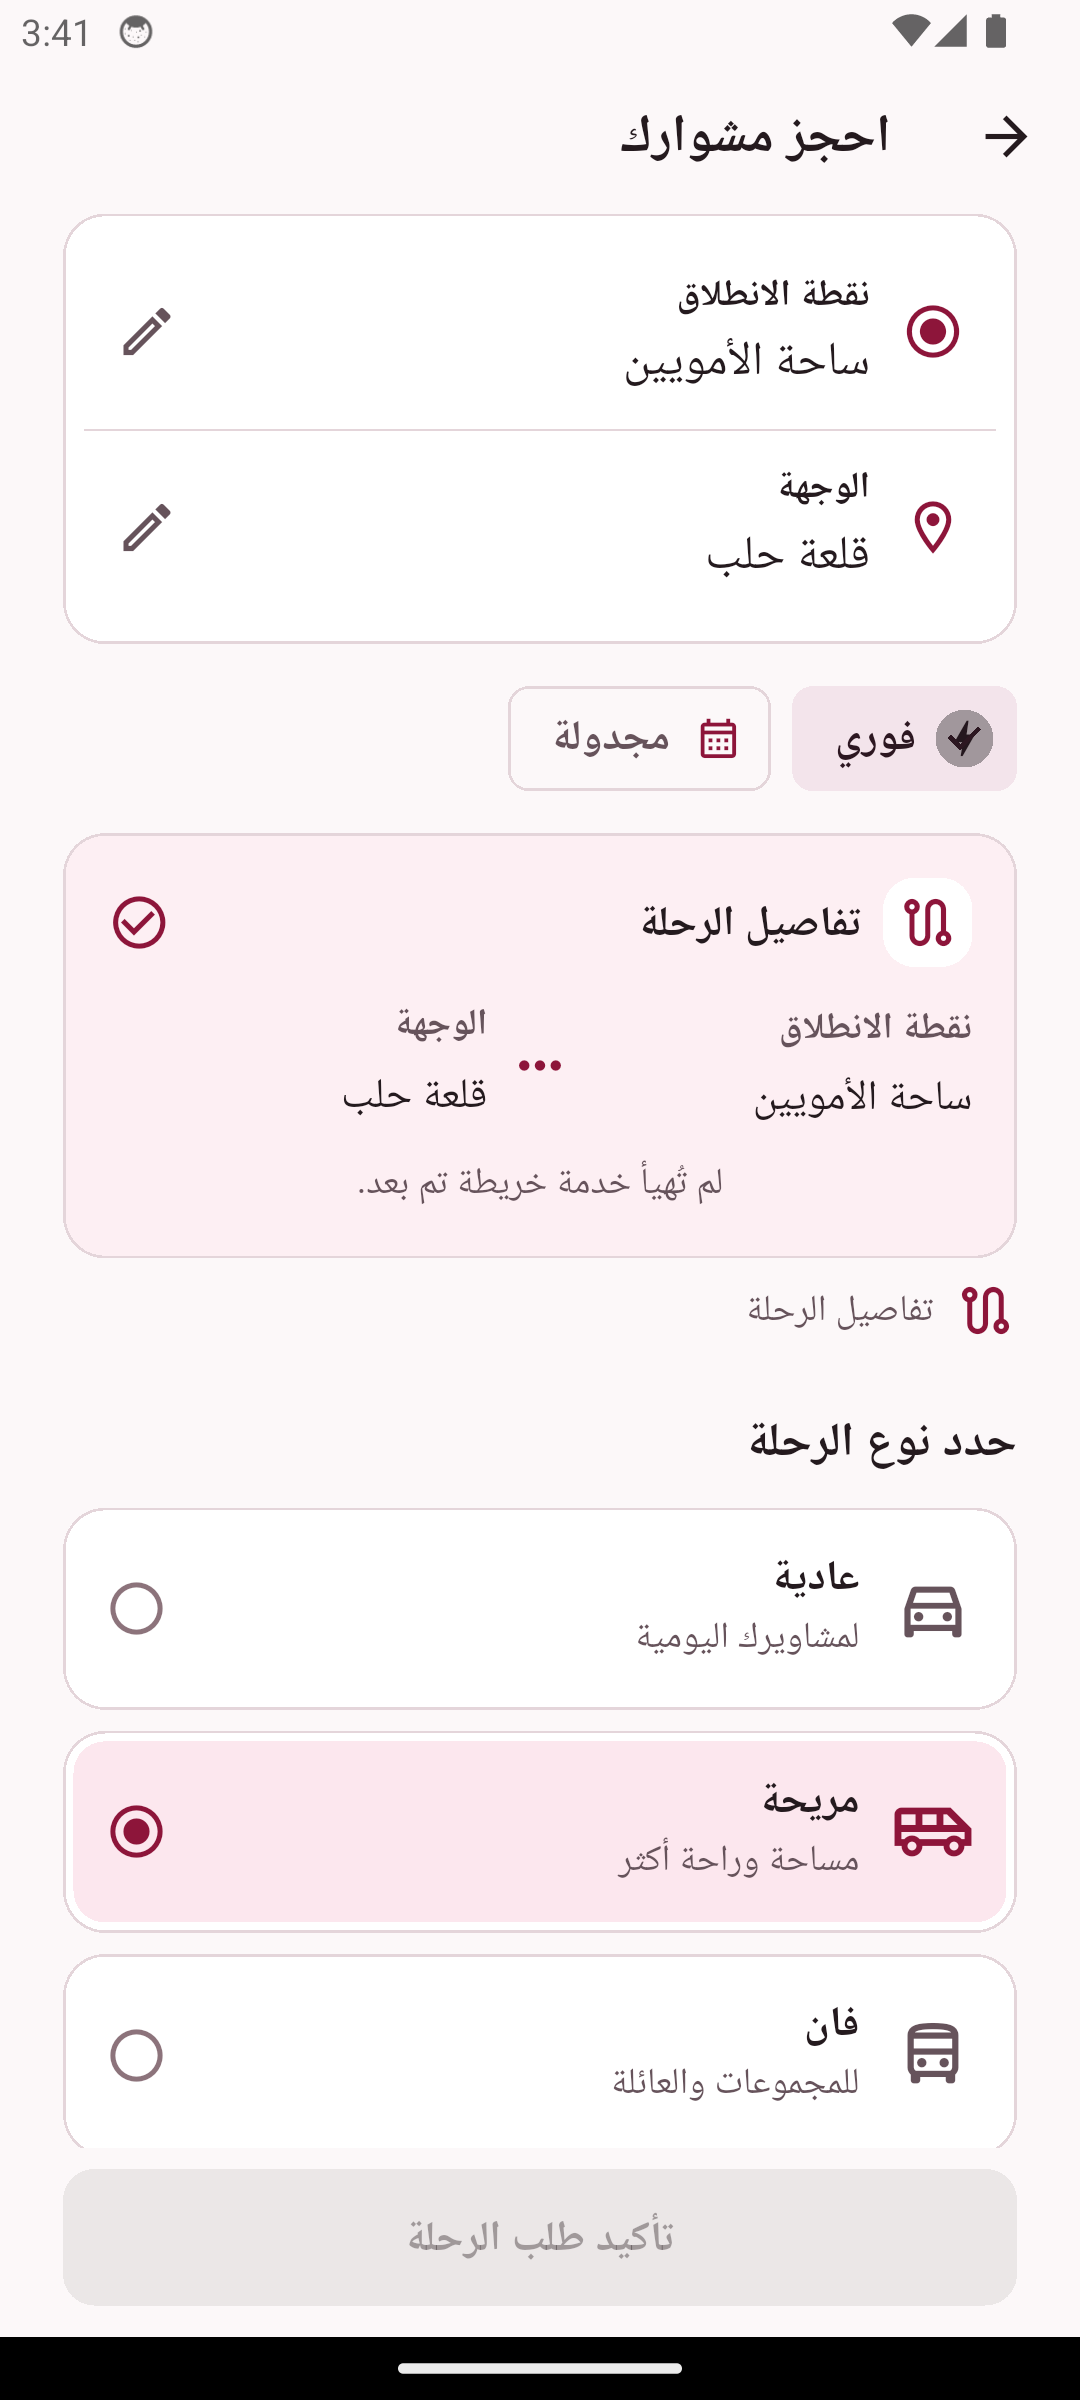 3:41
احجز مشوارك
نقطة الانطلاق
ساحة الأمويين
الوجهة
قلعة حلب
فوري
مجدولة
تفاصيل الرحلة
نقطة الانطلاق
الوجهة
ساحة الأمويين
قلعة حلب
لم تُهيأ خدمة خريطة تم بعد.
تفاصيل الرحلة
حدد نوع الرحلة
عادية
لمشاويرك اليومية
مريحة
مساحة وراحة أكثر
فان
للمجموعات والعائلة
تأكيد طلب الرحلة